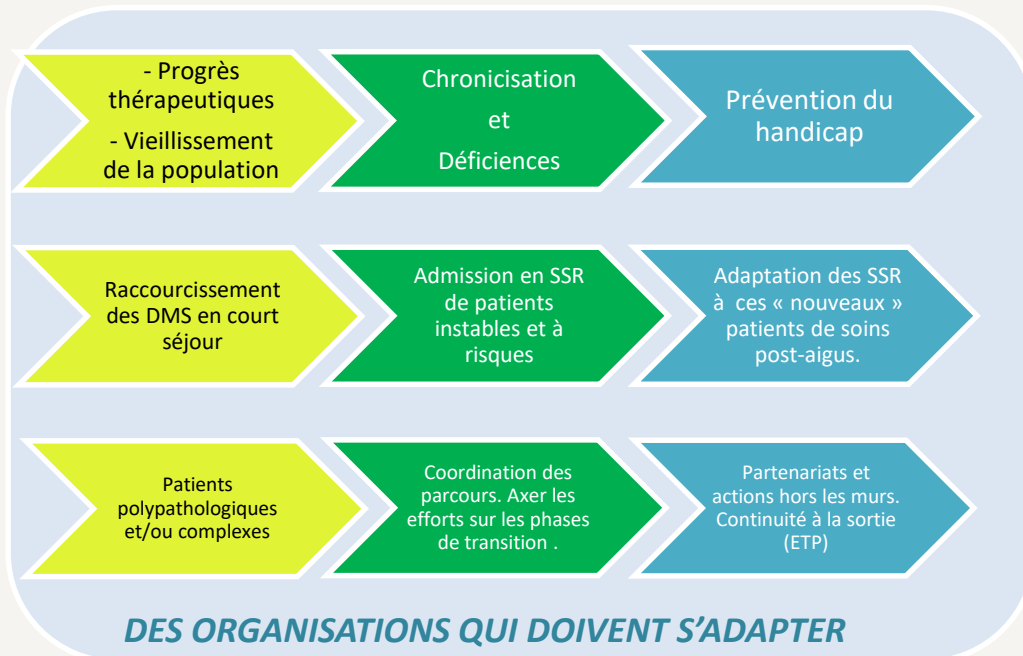 - Progrès
thérapeutiques
- Vieillissement
de la population
Chronicisation
et
Déficiences
Prévention du
handicap
Raccourcissement
des DMS en court
séjour
Admission en SSR
de patients
instables et à
risques
Adaptation des SSR
à ces « nouveaux »
patients de soins
post-aigus.
Patients
polypathologiques
et/ou complexes
Coordination des
parcours. Axer les
efforts sur les phases
de transition .
Partenariats et
actions hors les murs.
Continuité à la sortie
(ETP)
DES ORGANISATIONS QUI DOIVENT S’ADAPTER